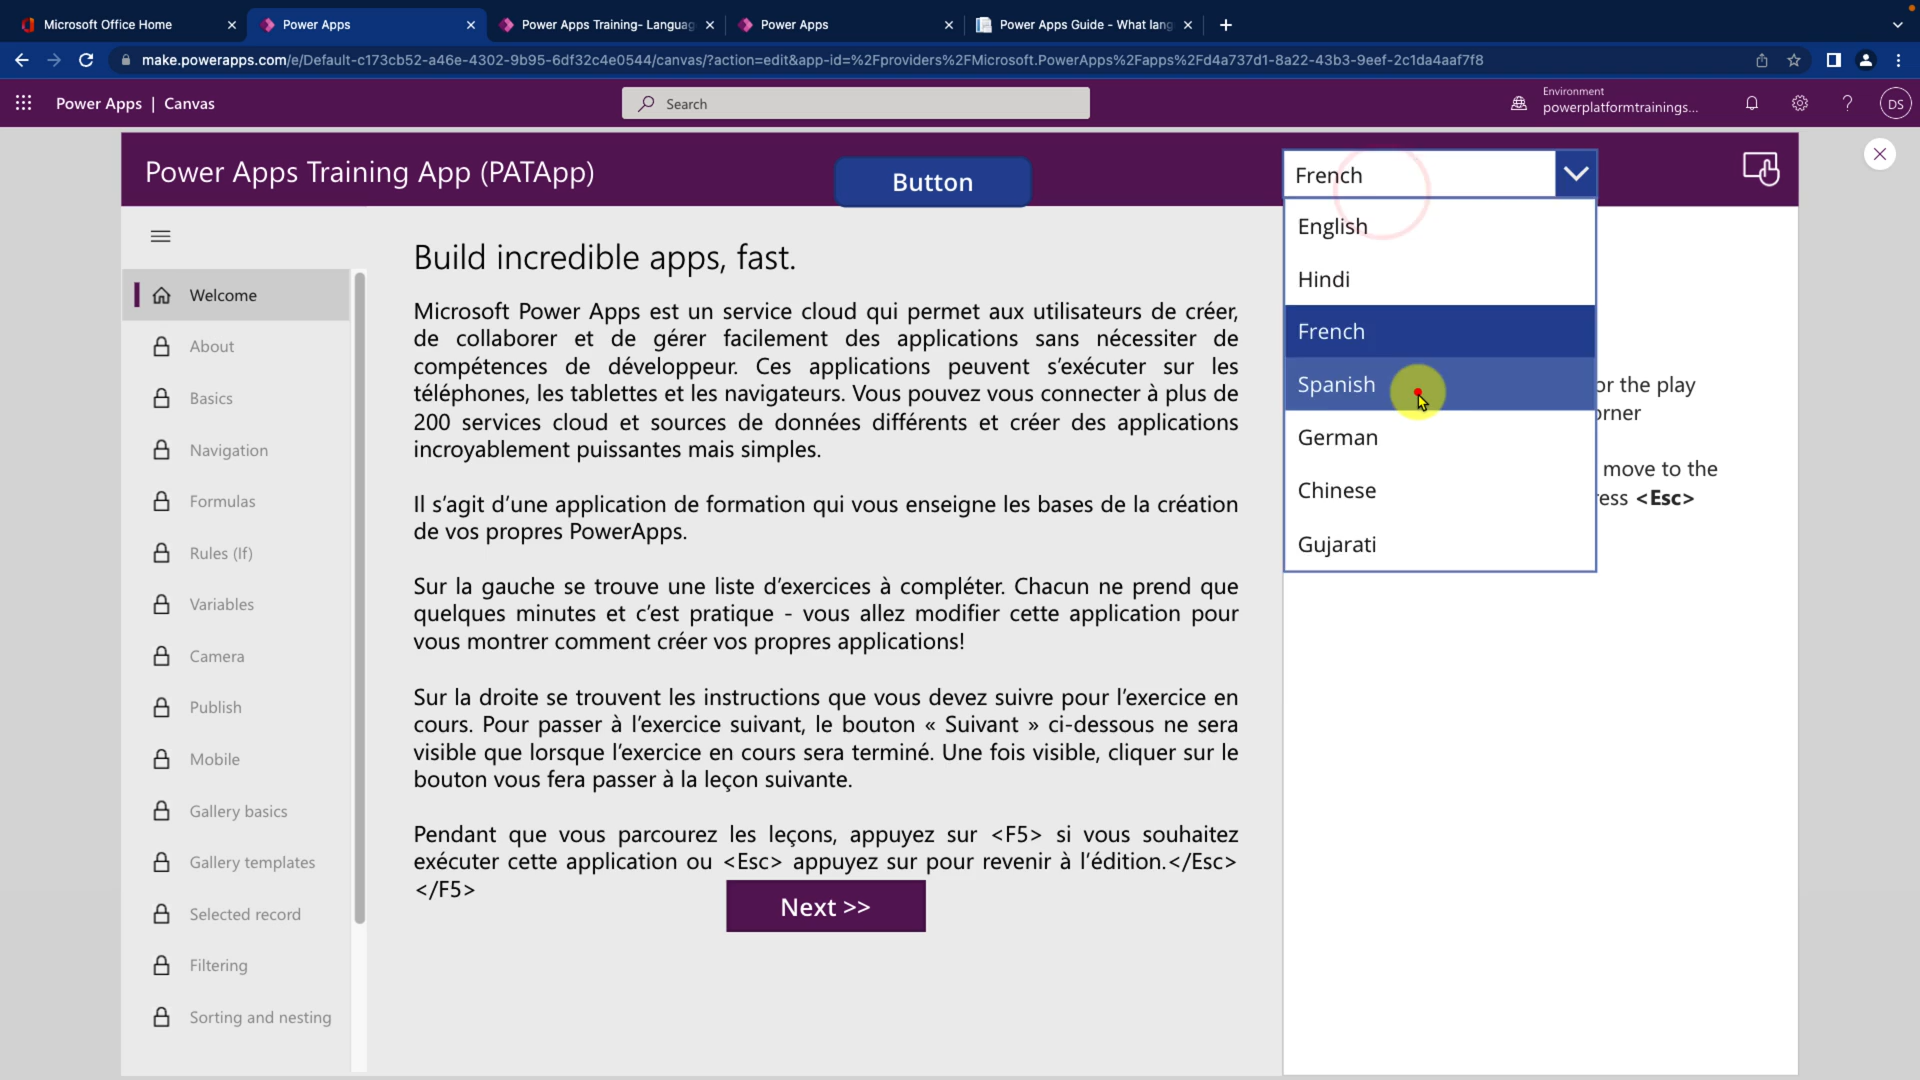 Microsoft Office Home
Power Apps
Power Apps Training- Languag
Power Apps
Power Apps Guide - What lang
make.powerapps.com/e/Default-c173cb52-a46e-4302-9b95-6df32c4e0544/canvas/?action=edit&app-id=%2Fproviders%2FMicrosoft.PowerApps%2Fapps%2Fd4a737d1-8a22-43b3-9eef-2c1da4aaf7f8
Power Apps | Canvas
Search
Environment
powerplatformtrainings...
DS
Power Apps Training App (PATApp)
Button
French
English
Hindi
French
Spanish
German
Chinese
Gujarati
Welcome
About
Basics
Navigation
Formulas
Rules (If)
Variables
Camera
Publish
Mobile
Gallery basics
Gallery templates
Selected record
Filtering
Sorting and nesting
Build incredible apps, fast.
Microsoft Power Apps est un service cloud qui permet aux utilisateurs de créer,
de collaborer et de gérer facilement des applications sans nécessiter de
compétences de développeur. Ces applications peuvent s’exécuter sur les
téléphones, les tablettes et les navigateurs. Vous pouvez vous connecter à plus de
200 services cloud et sources de données différents et créer des applications
incroyablement puissantes mais simples.
Il s’agit d’une application de formation qui vous enseigne les bases de la création
de vos propres PowerApps.
Sur la gauche se trouve une liste d’exercices à compléter. Chacun ne prend que
quelques minutes et c’est pratique - vous allez modifier cette application pour
vous montrer comment créer vos propres applications!
Sur la droite se trouvent les instructions que vous devez suivre pour l’exercice en
cours. Pour passer à l’exercice suivant, le bouton « Suivant » ci-dessous ne sera
visible que lorsque l’exercice en cours sera terminé. Une fois visible, cliquer sur le
bouton vous fera passer à la leçon suivante.
Pendant que vous parcourez les leçons, appuyez sur <F5> si vous souhaitez
exécuter cette application ou <Esc> appuyez sur pour revenir à l’édition.</Esc>
</F5>
Next >>
or the play
orner
move to the
ress <Esc>